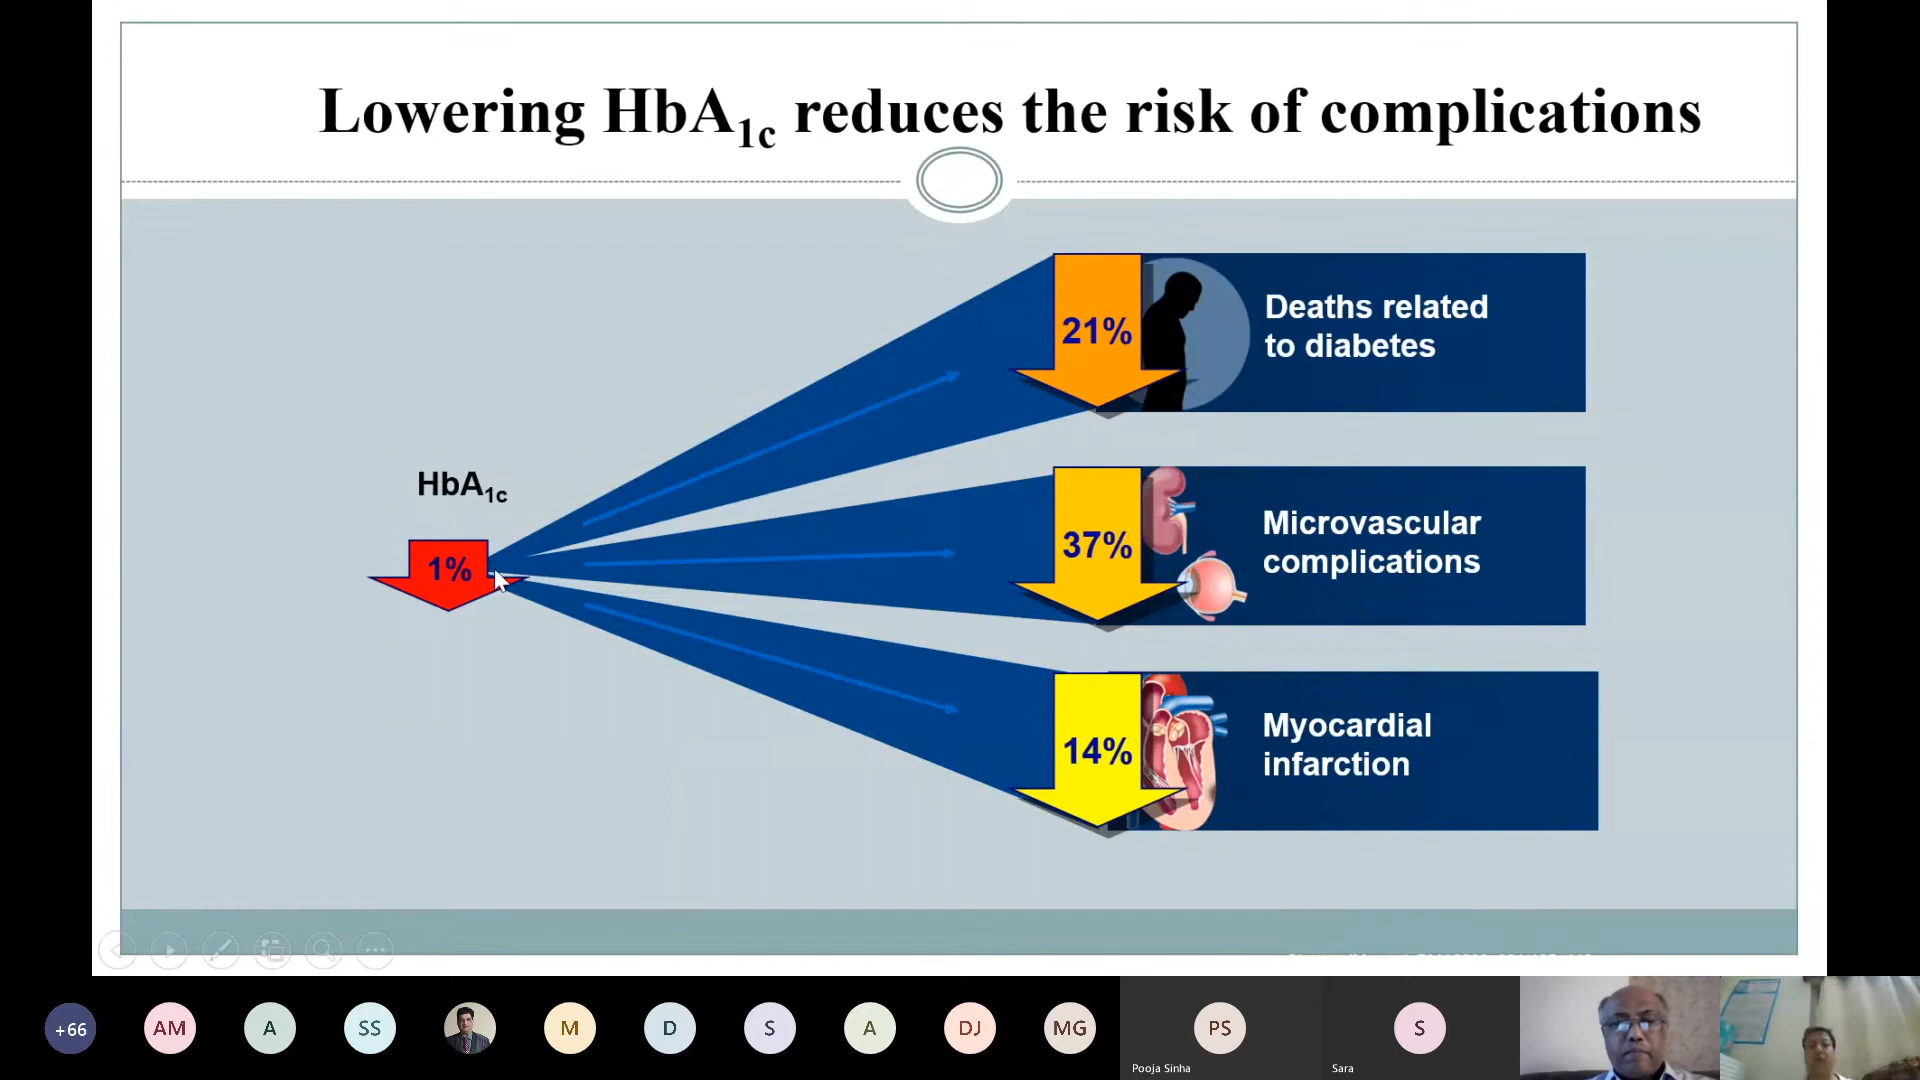 Lowering HbA1c reduces the risk of complications
21%
Deaths related
to diabetes
HbA1c
1%
37%
Microvascular
complications
14%
Myocardial
infarction
+66
AM
A
SS
M
D
S
A
DJ
MG
PS
Pooja Sinha
S
Sara